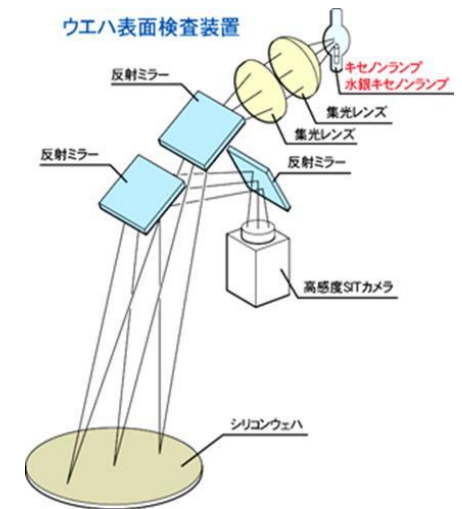 ウエハ表面検査装置
キセノンランプ
水銀キセノンランプ
反射ミラー
集光レンズ
集光レンズ
反射ミラー
反射ミラー
高感度SITカメラ
シリコンウェハ